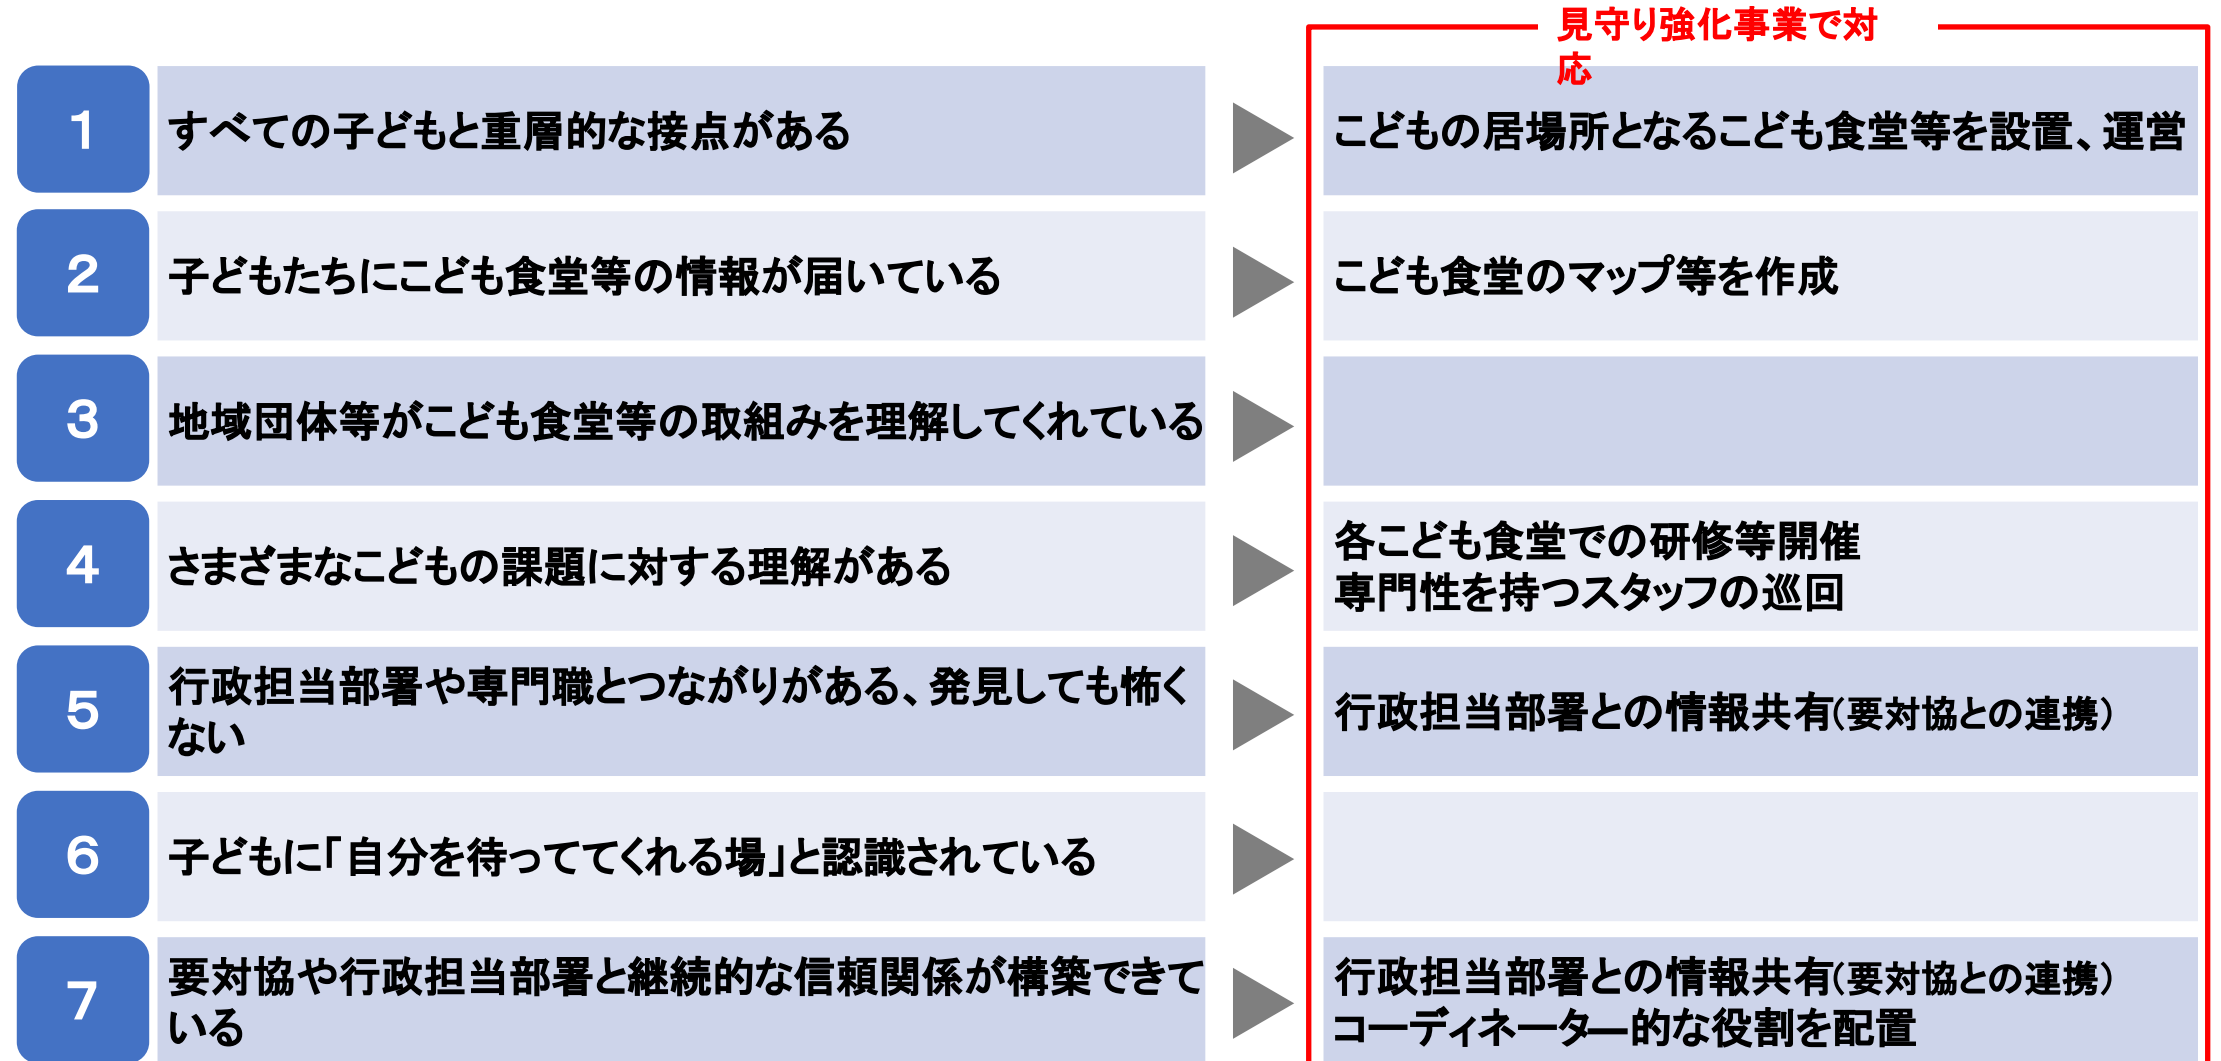 見守り強化事業で対
応
1
すべての子どもと重層的な接点がある
こどもの居場所となるこども食堂等を設置、運営
2
子どもたちにこども食堂等の情報が届いている
こども食堂のマップ等を作成
3
地域団体等がこども食堂等の取組みを理解してくれている
4
さまざまなこどもの課題に対する理解がある
各こども食堂での研修等開催
専門性を持つスタッフの巡回
5
行政担当部署や専門職とつながりがある、発見しても怖く
ない
行政担当部署との情報共有(要対協との連携)
6
子どもに「自分を待っててくれる場」と認識されている
7
要対協や行政担当部署と継続的な信頼関係が構築できて
いる
行政担当部署との情報共有(要対協との連携)
コーディネーター的な役割を配置